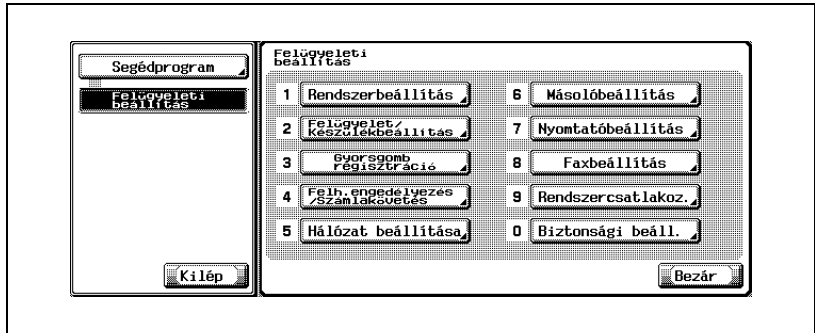 Segédprogram
Felügyeleti
beállítás
Kilép
Felügyeleti
beállítás
1 Rendszerbeállítás
2 Felügyelet/
Készülékbeállítás
3 Gyorsgomb
regisztráció
4 Felh.engedélyezés
/Számlakövetés
5 Hálózat beállítása
6 Másolóbeállítás
7 Nyomtatóbeállítás
8 Faxbeállítás
9 Rendszercsatlakoz.
0 Biztonsági beáll.
Bezár